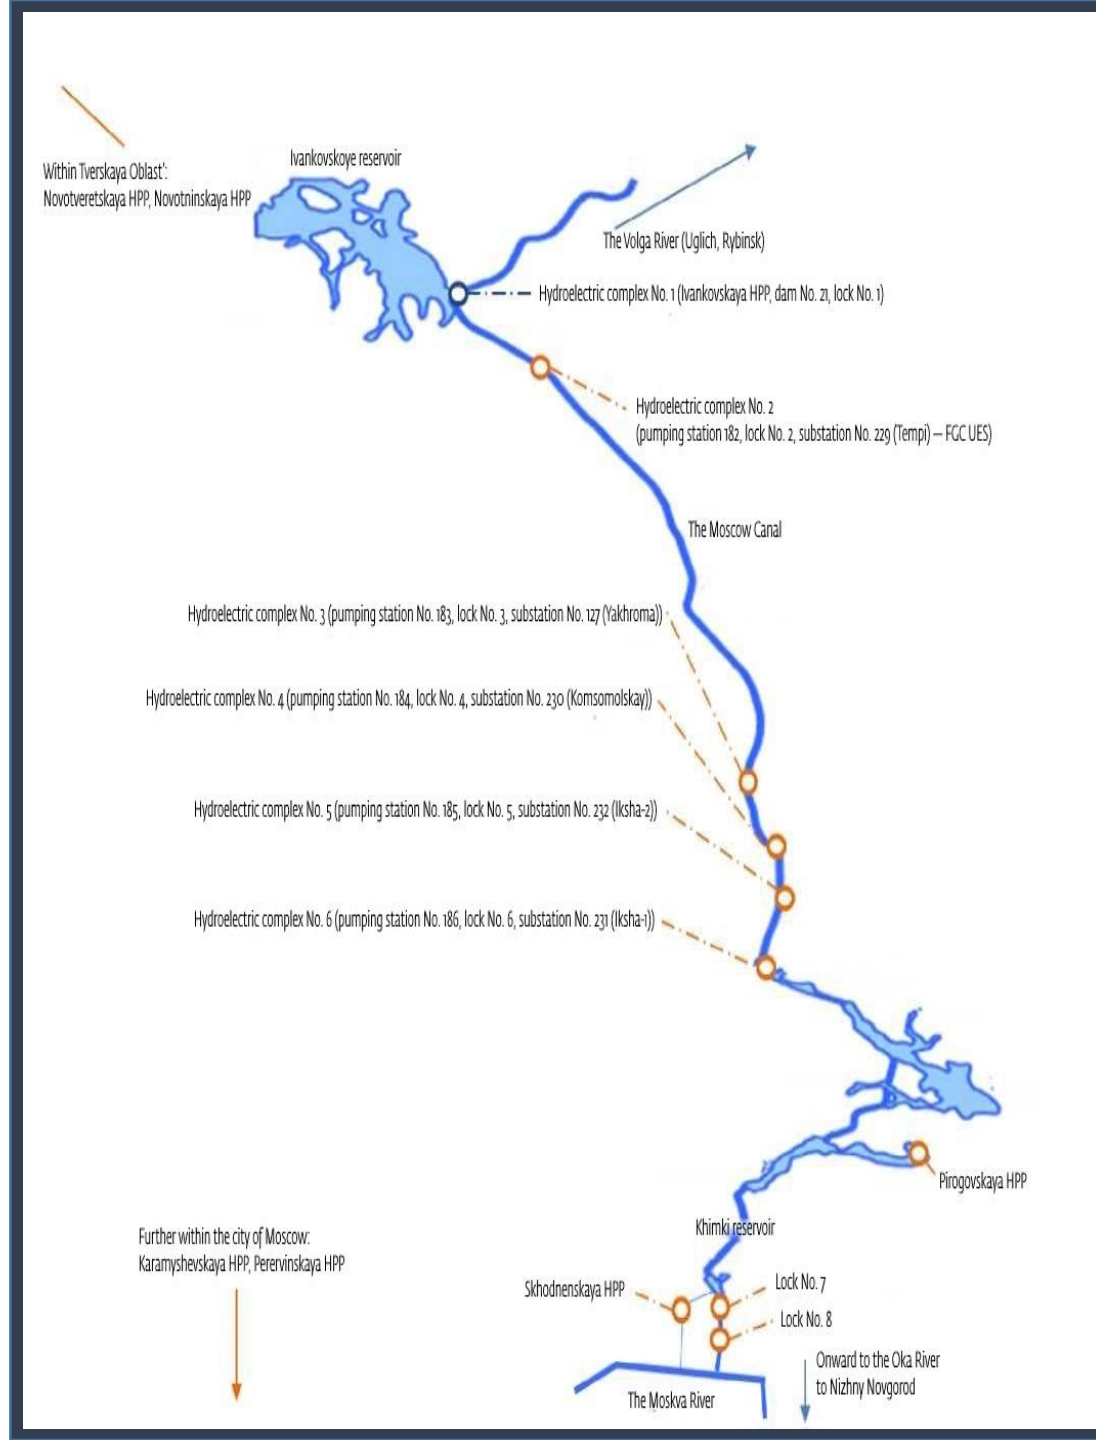 Ivankovskoye reservoir
Within Tverskaya Oblast':
Novotveretskaya HPP, Novotninskaya HPP
The Volga River (Uglich, Rybinsk)
Hydroelectric complex No. 1 (Ivankovskaya HPP, dam No. 21, lock No. 1)
Hydroelectric complex No. 2
(pumping station 182, lock No. 2, substation No. 229 (Tempi) – FGC UES)
The Moscow Canal
Hydroelectric complex No. 3 (pumping station No. 183, lock No. 3, substation No. 127 (Yakhroma))
Hydroelectric complex No. 4 (pumping station No. 184, lock No. 4, substation No. 230 (Komsomolskay))
Hydroelectric complex No. 5 (pumping station No. 185, lock No. 5, substation No. 232 (Iksha-2))
Hydroelectric complex No. 6 (pumping station No. 186, lock No. 6, substation No. 231 (Iksha-1))
Pirogovskaya HPP
Khimki reservoir
Further within the city of Moscow:
Karamyshevskaya HPP, Perervinskaya HPP
Skhodnenskaya HPP
Lock No. 7
Lock No. 8
Onward to the Oka River
to Nizhny Novgorod
The Moskva River